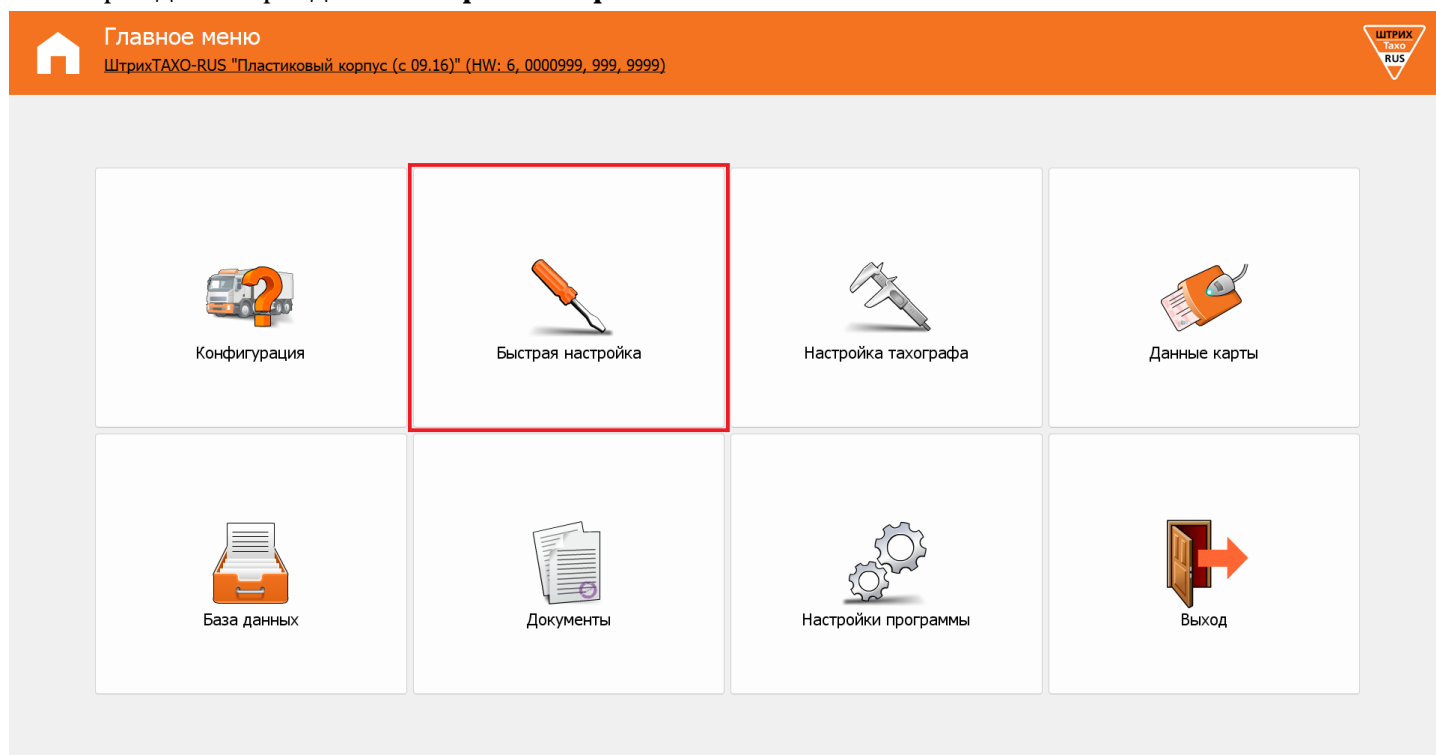 Главное меню
ШтрихТАХО-RUS "Пластиковый корпус (с 09.16)" (HW: 6, 0000999, 999, 9999)
ШТРИХ
Тахо
RUS
Конфигурация
Быстрая настройка
Настройка тахографа
Данные карты
База данных
Документы
Настройки программы
Выход